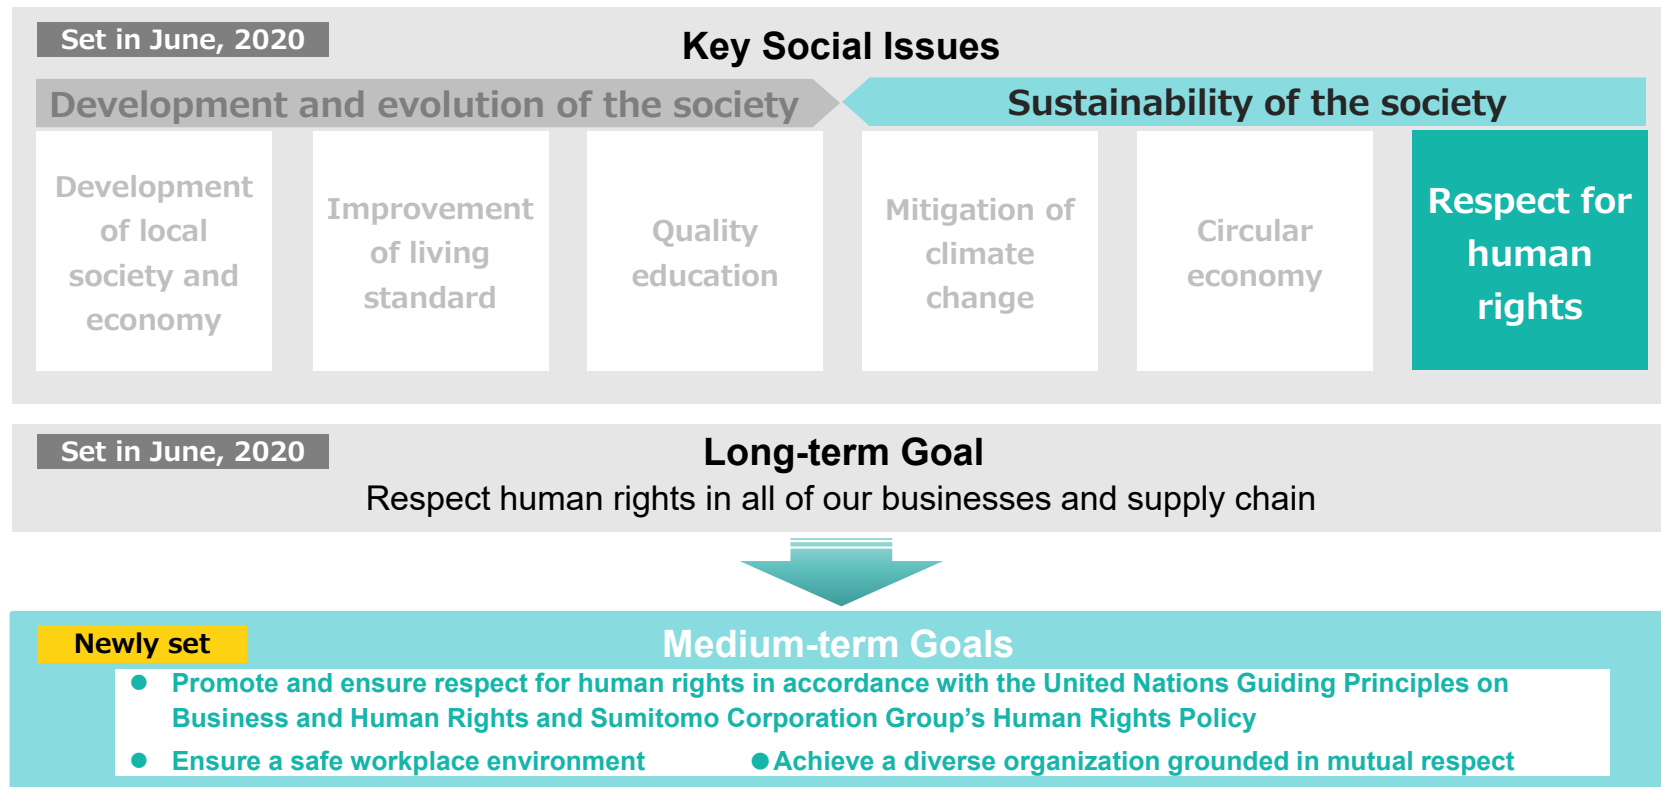 Set in June, 2020
Key Social Issues
Development and evolution of the society
Sustainability of the society
Development
of local
society and
economy
Improvement
of living
standard
Quality
education
Mitigation of
climate
change
Circular
economy
Respect for
human
rights
Set in June, 2020
Long-term Goal
Respect human rights in all of our businesses and supply chain
Newly set
Medium-term Goals
● Promote and ensure respect for human rights in accordance with the United Nations Guiding Principles on
Business and Human Rights and Sumitomo Corporation Group’s Human Rights Policy
● Ensure a safe workplace environment ●Achieve a diverse organization grounded in mutual respect